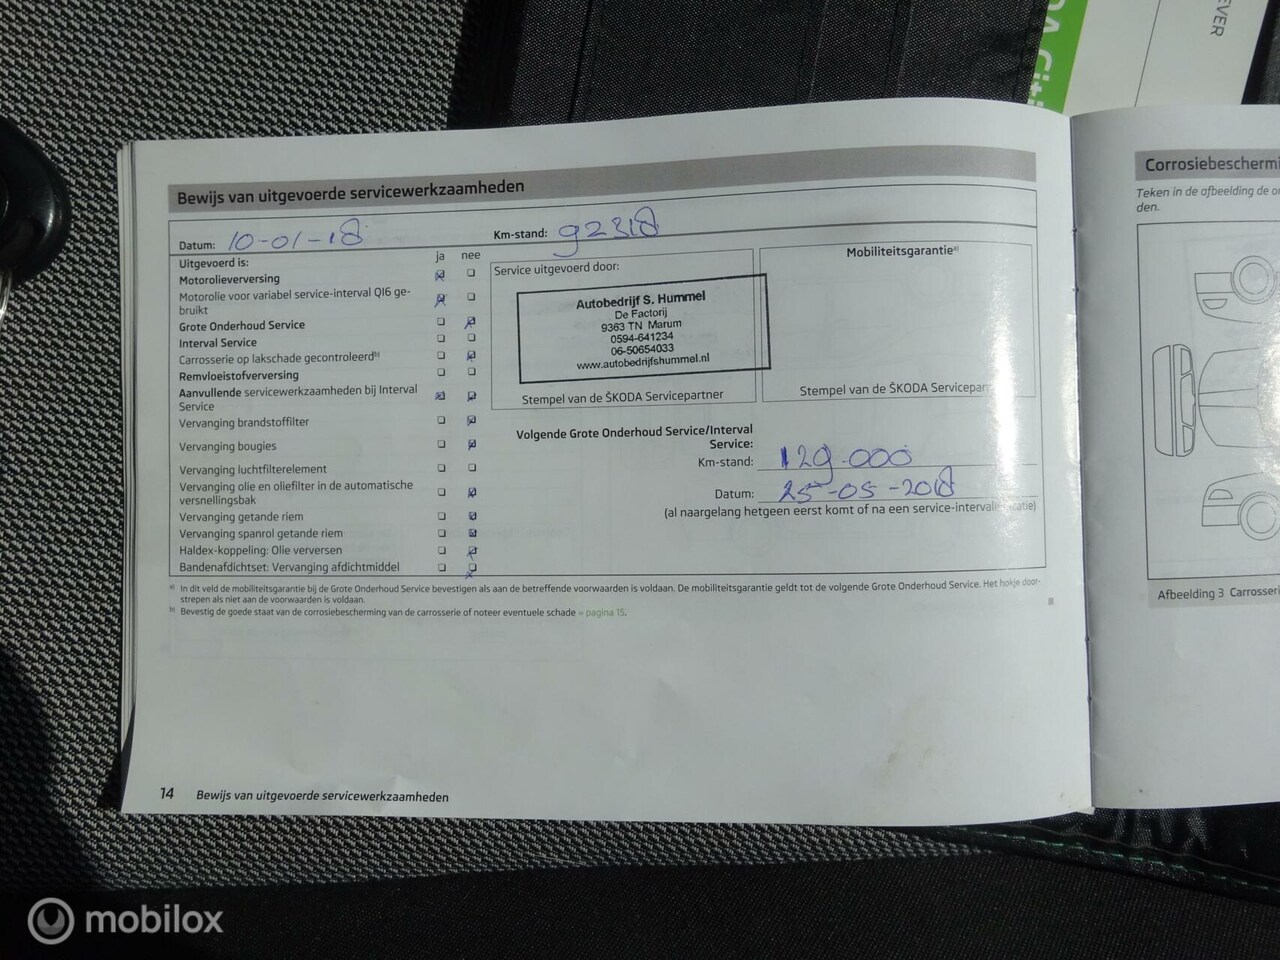 EVER
Bewijs van uitgevoerde servicewerkzaamheden
Datum: 10-01-18
Km-stand: 92318
Uitgevoerd is:
ja nee
Motorolieverversing
Motorolie voor variabel service-interval QI6 ge-
bruikt
Grote Onderhoud Service
Interval Service
Carrosserie op lakschade gecontroleerd b)
Remvloeistofverversing
Aanvullende servicewerkzaamheden bij Interval
Service
Vervanging brandstoffilter
Vervanging bougies
Vervanging luchtfilterelement
Vervanging olie en oliefilter in de automatische
versnellingsbak
Vervanging getande riem
Vervanging spanrol getande riem
Haldex-koppeling: Olie verversen
Bandenafdichtset: Vervanging afdichtmiddel
Service uitgevoerd door:
Autobedrijf S. Hummel
De Factorij
9363 TN Marum
0594-641234
06-50654033
www.autobedrijfshummel.nl
Stempel van de ŠKODA Servicepartner
Mobiliteitsgarantie a)
Stempel van de ŠKODA Servicepar
Volgende Grote Onderhoud Service/Interval
Service:
Km-stand: 129.000
Datum: 25-05-2018
(al naargelang hetgeen eerst komt of na een service-interval
a) In dit veld de mobiliteitsgarantie bij de Grote Onderhoud Service bevestigen als aan de betreffende voorwaarden is voldaan. De mobiliteitsgarantie geldt tot de volgende Grote Onderhoud Service. Het hokje door-
strepen als niet aan de voorwaarden is voldaan.
b) Bevestig de goede staat van de corrosiebescherming van de carrosserie of noteer eventuele schade » pagina 15.
14 Bewijs van uitgevoerde servicewerkzaamheden
Corrosiebeschermi
Teken in de afbeelding de o
den.
Afbeelding 3 Carrosseri
mobilox